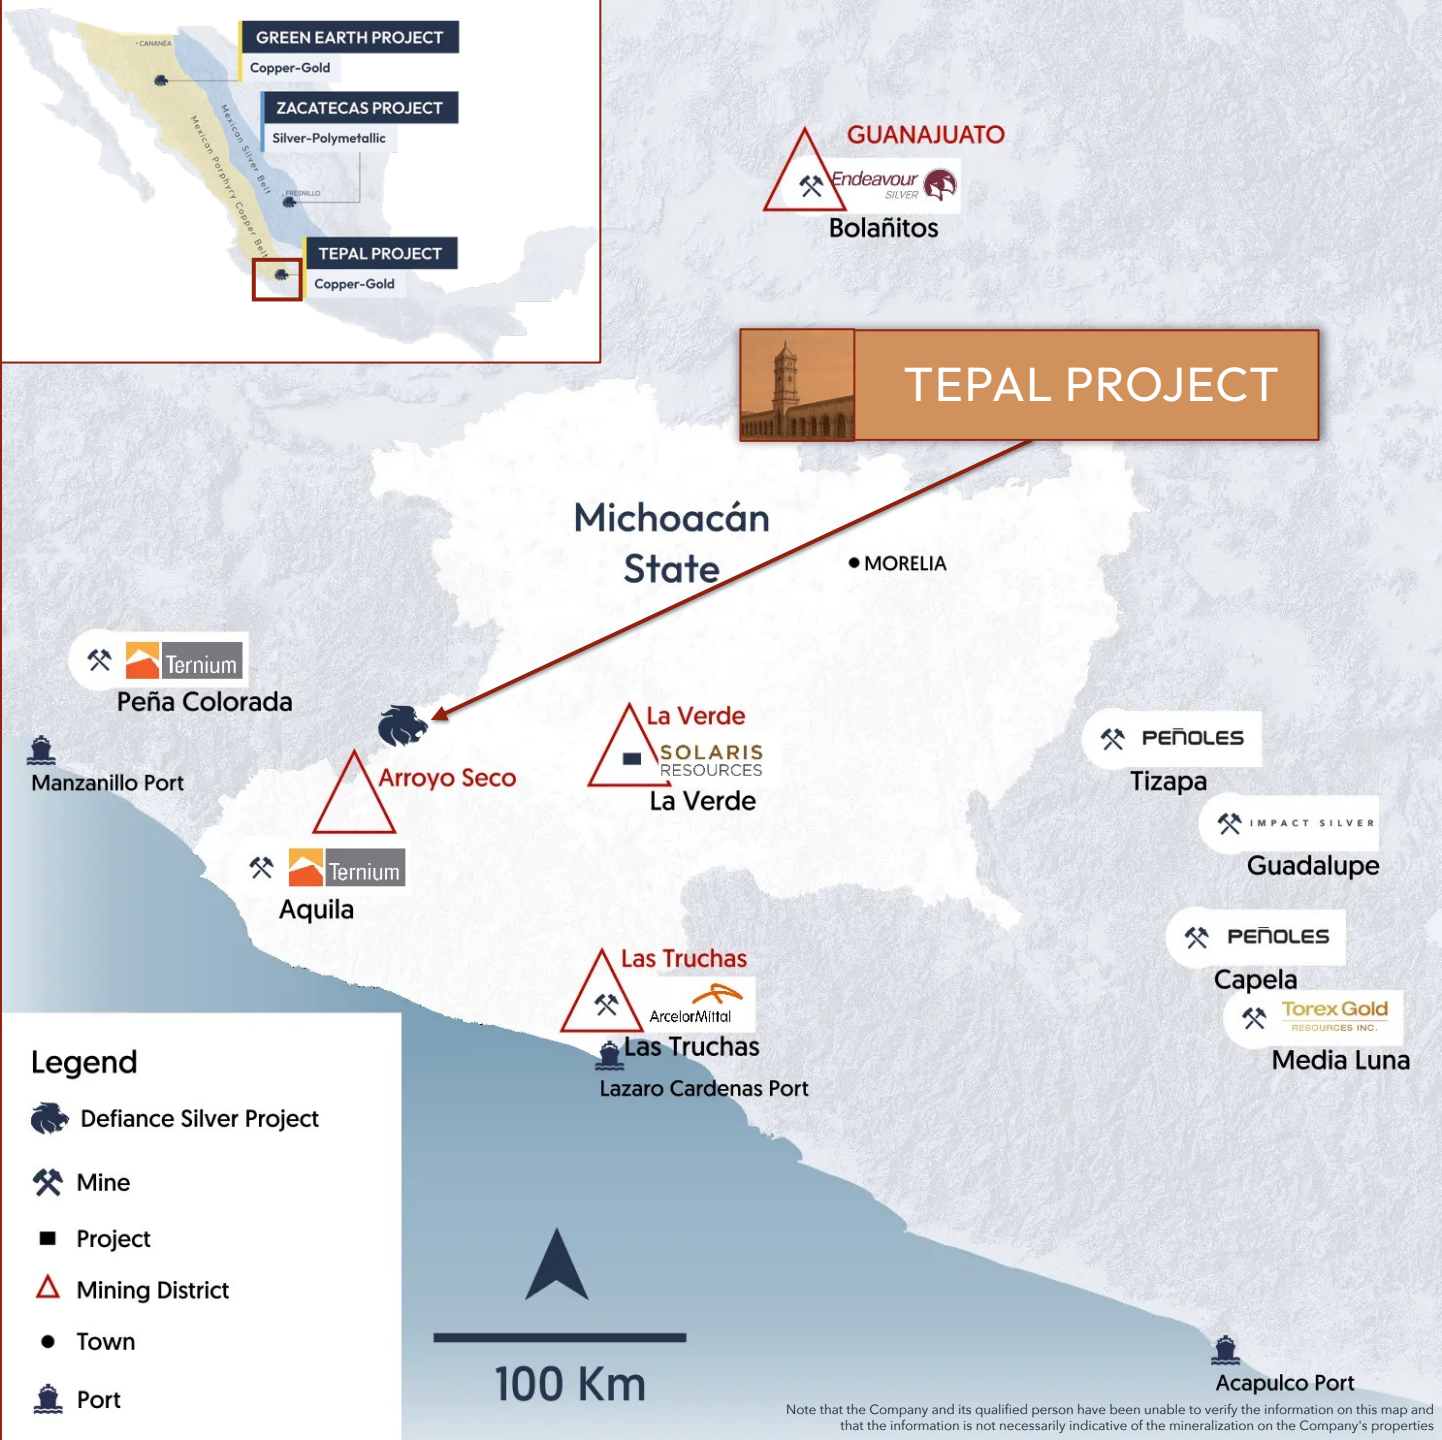 • CANANEA
GREEN EARTH PROJECT
Copper-Gold
ZACATECAS PROJECT
Silver-Polymetallic
Mexican Silver Belt
Mexican Porphyry Copper Belt
FRESNILLO
TEPAL PROJECT
Copper-Gold
GUANAJUATO
Endeavour
SILVER
Bolañitos
TEPAL PROJECT
Michoacán
State
MORELIA
Ternium
Peña Colorada
Manzanillo Port
Arroyo Seco
Ternium
Aquila
La Verde
SOLARIS
RESOURCES
La Verde
PEÑOLES
Tizapa
IMPACT SILVER
Guadalupe
PEÑOLES
Capela
Torex Gold
RESOURCES INC.
Media Luna
Las Truchas
ArcelorMittal
Las Truchas
Lazaro Cardenas Port
Legend
Defiance Silver Project
Mine
Project
Mining District
Town
Port
100 Km
Acapulco Port
Note that the Company and its qualified person have been unable to verify the information on this map and
that the information is not necessarily indicative of the mineralization on the Company's properties